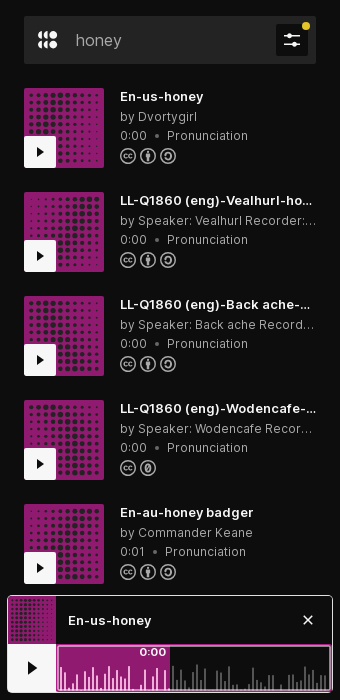 honey
En-us-honey
by Dvortygirl
0:00 • Pronunciation
LL-Q1860 (eng)-Vealhurl-ho...
by Speaker: Vealhurl Recorder:...
0:00 • Pronunciation
LL-Q1860 (eng)-Back ache-...
by Speaker: Back ache Record...
0:00 • Pronunciation
LL-Q1860 (eng)-Wodencafe-...
by Speaker: Wodencafe Recor...
0:00 • Pronunciation
En-au-honey badger
by Commander Keane
0:01 • Pronunciation
En-us-honey
0:00